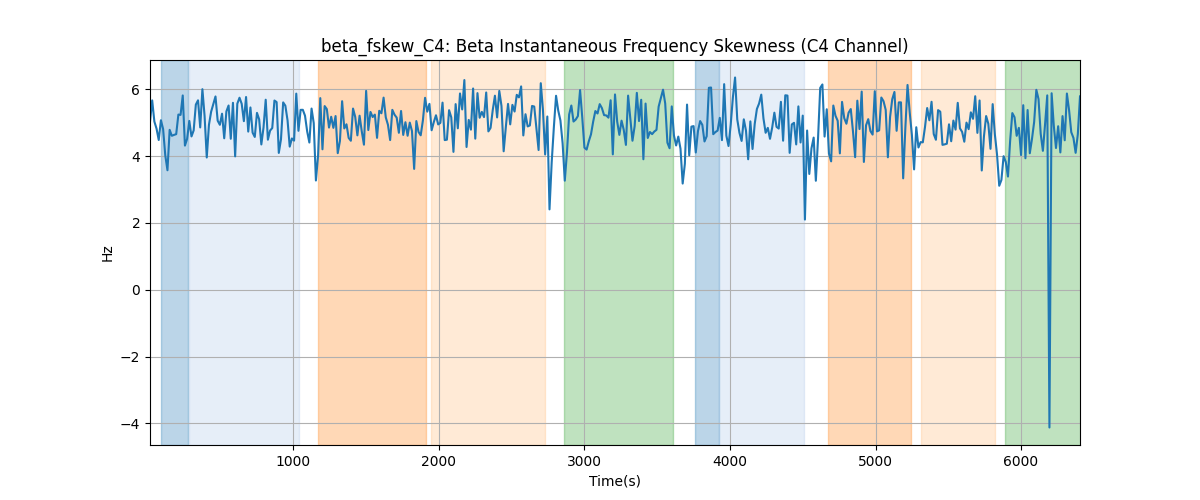 beta_fskew_C4: Beta Instantaneous Frequency Skewness (C4 Channel)
Hz
6
4
2
0
−2
−4
1000 2000 3000 4000 5000 6000
Time(s)